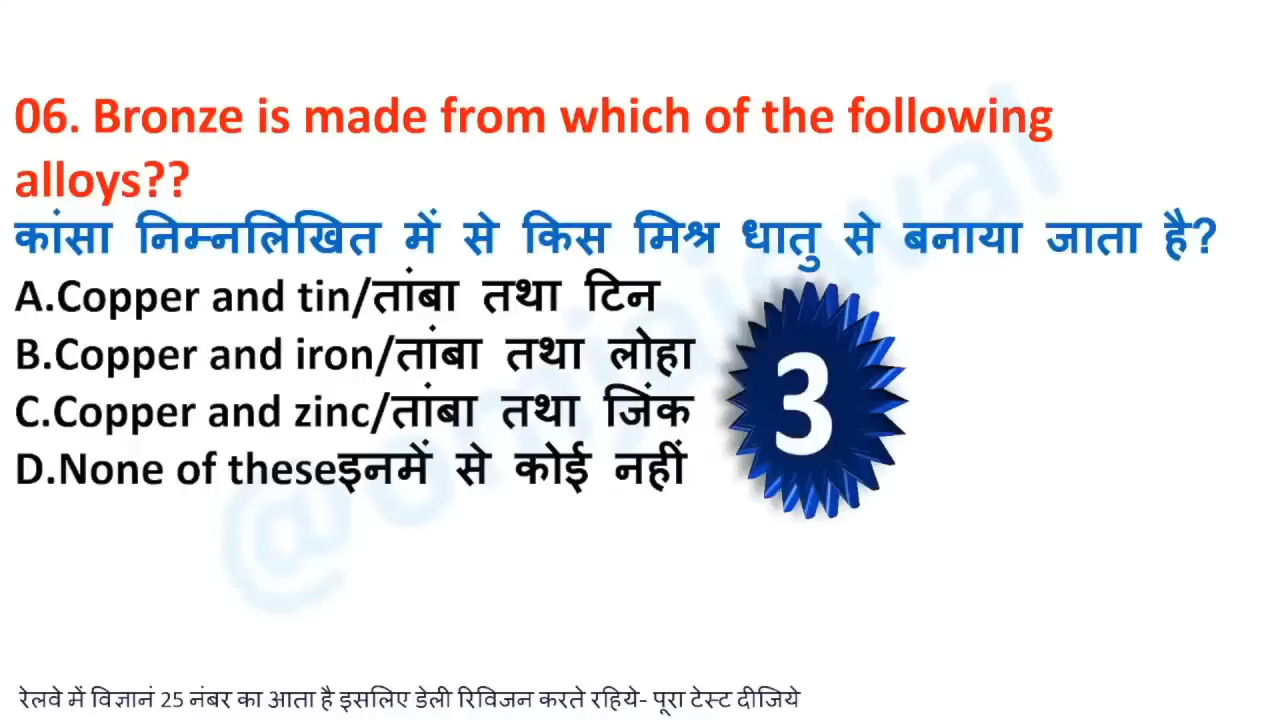 06. Bronze is made from which of the following
alloys??
कांसा निम्नलिखित में से किस मिश्र धातु से बनाया जाता है?
A.Copper and tin/तांबा तथा टिन
B.Copper and iron/तांबा तथा लोहा
C.Copper and zinc/तांबा तथा जिंक
D.None of theseइनमें से कोई नहीं
3
रेलवे में विज्ञानं 25 नंबर का आता है इसलिए डेली रिविजन करते रहिये- पूरा टेस्ट दीजिये